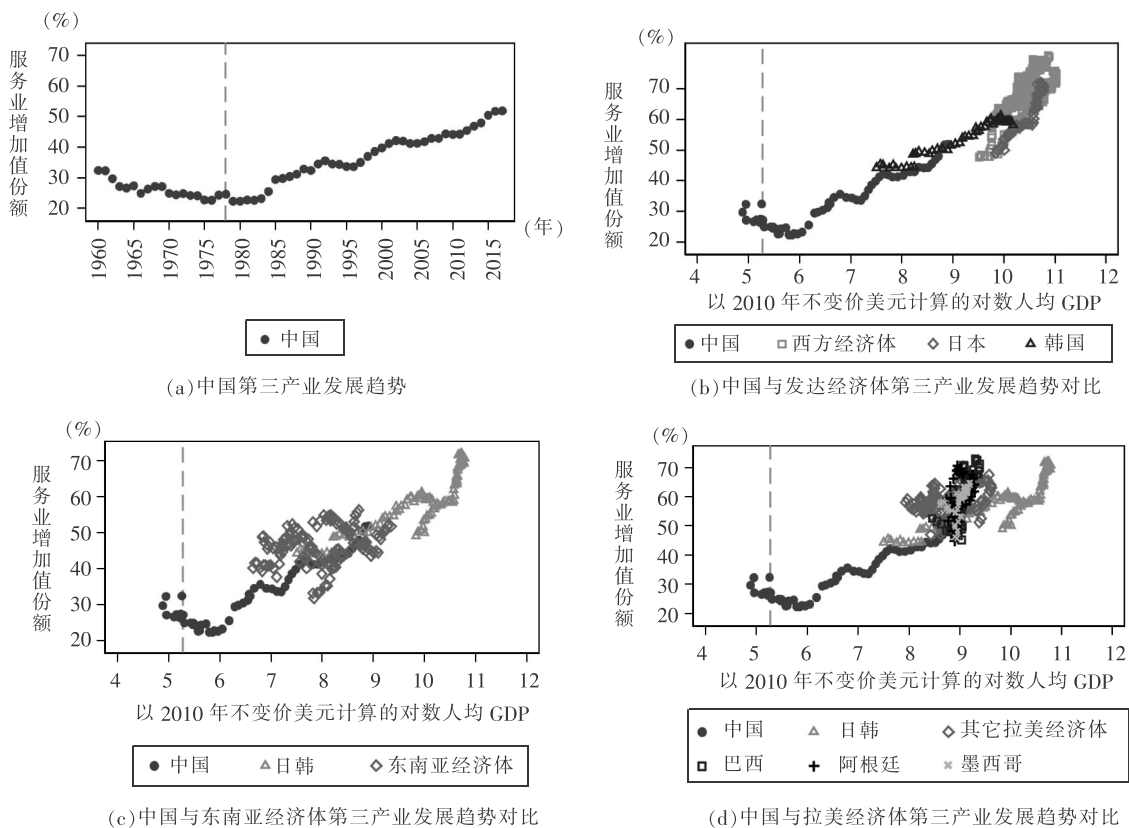 (%)
服务业增加值份额
70
60
50
40
30
20
1960
1965
1970
1975
1980
1985
1990
1995
2000
2005
2010
2015
(年)
中国
(a)中国第三产业发展趋势
(%)
服务业增加值份额
70
60
50
40
30
20
4 5 6 7 8 9 10 11 12
以 2010 年不变价美元计算的对数人均 GDP
中国 西方经济体 日本 韩国
(b)中国与发达经济体第三产业发展趋势对比
(%)
服务业增加值份额
70
60
50
40
30
20
4 5 6 7 8 9 10 11 12
以 2010 年不变价美元计算的对数人均 GDP
中国 日韩 东南亚经济体
(c)中国与东南亚经济体第三产业发展趋势对比
(%)
服务业增加值份额
70
60
50
40
30
20
4 5 6 7 8 9 10 11 12
以 2010 年不变价美元计算的对数人均 GDP
中国 日韩 其它拉美经济体
巴西 阿根廷 墨西哥
(d)中国与拉美经济体第三产业发展趋势对比